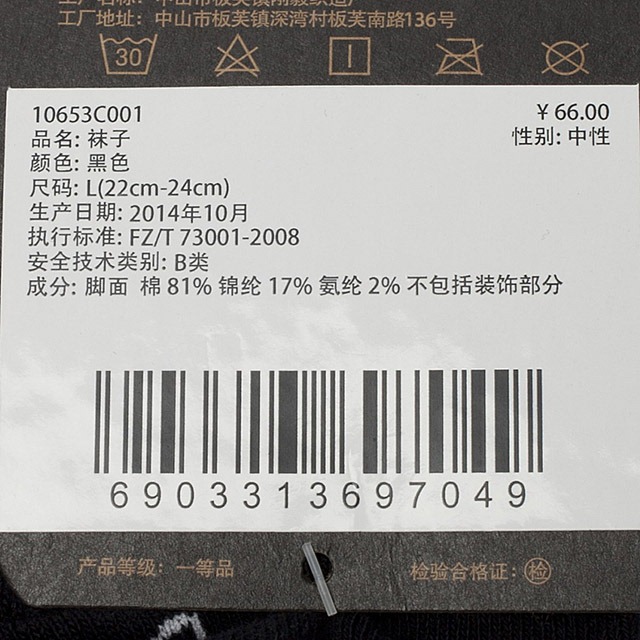 工厂地址: 中山市板芙镇深湾村板芙南路136号
30
10653C001
¥ 66.00
品名: 袜子
性别: 中性
颜色: 黑色
尺码: L(22cm-24cm)
生产日期: 2014年10月
执行标准: FZ/T 73001-2008
安全技术类别: B类
成分: 脚面 棉 81% 锦纶 17% 氨纶 2% 不包括装饰部分
6903313697049
产品等级: 一等品
检验合格证: 检